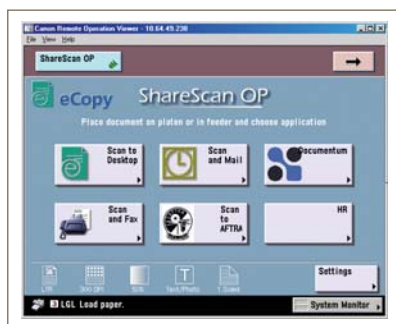 Canon Remote Operation Viewer - 10.64.49.230
File View Help
ShareScan OP
eCopy ShareScan OP
Place document on platen or in feeder and choose application
Scan to
Desktop
Scan
and Mail
Documentum
Scan
and Fax
Scan
to
AFTRA
HR
LTR
300 DPI
50%
Text/Photo
1 Sided
Settings
LGL Load paper.
System Monitor